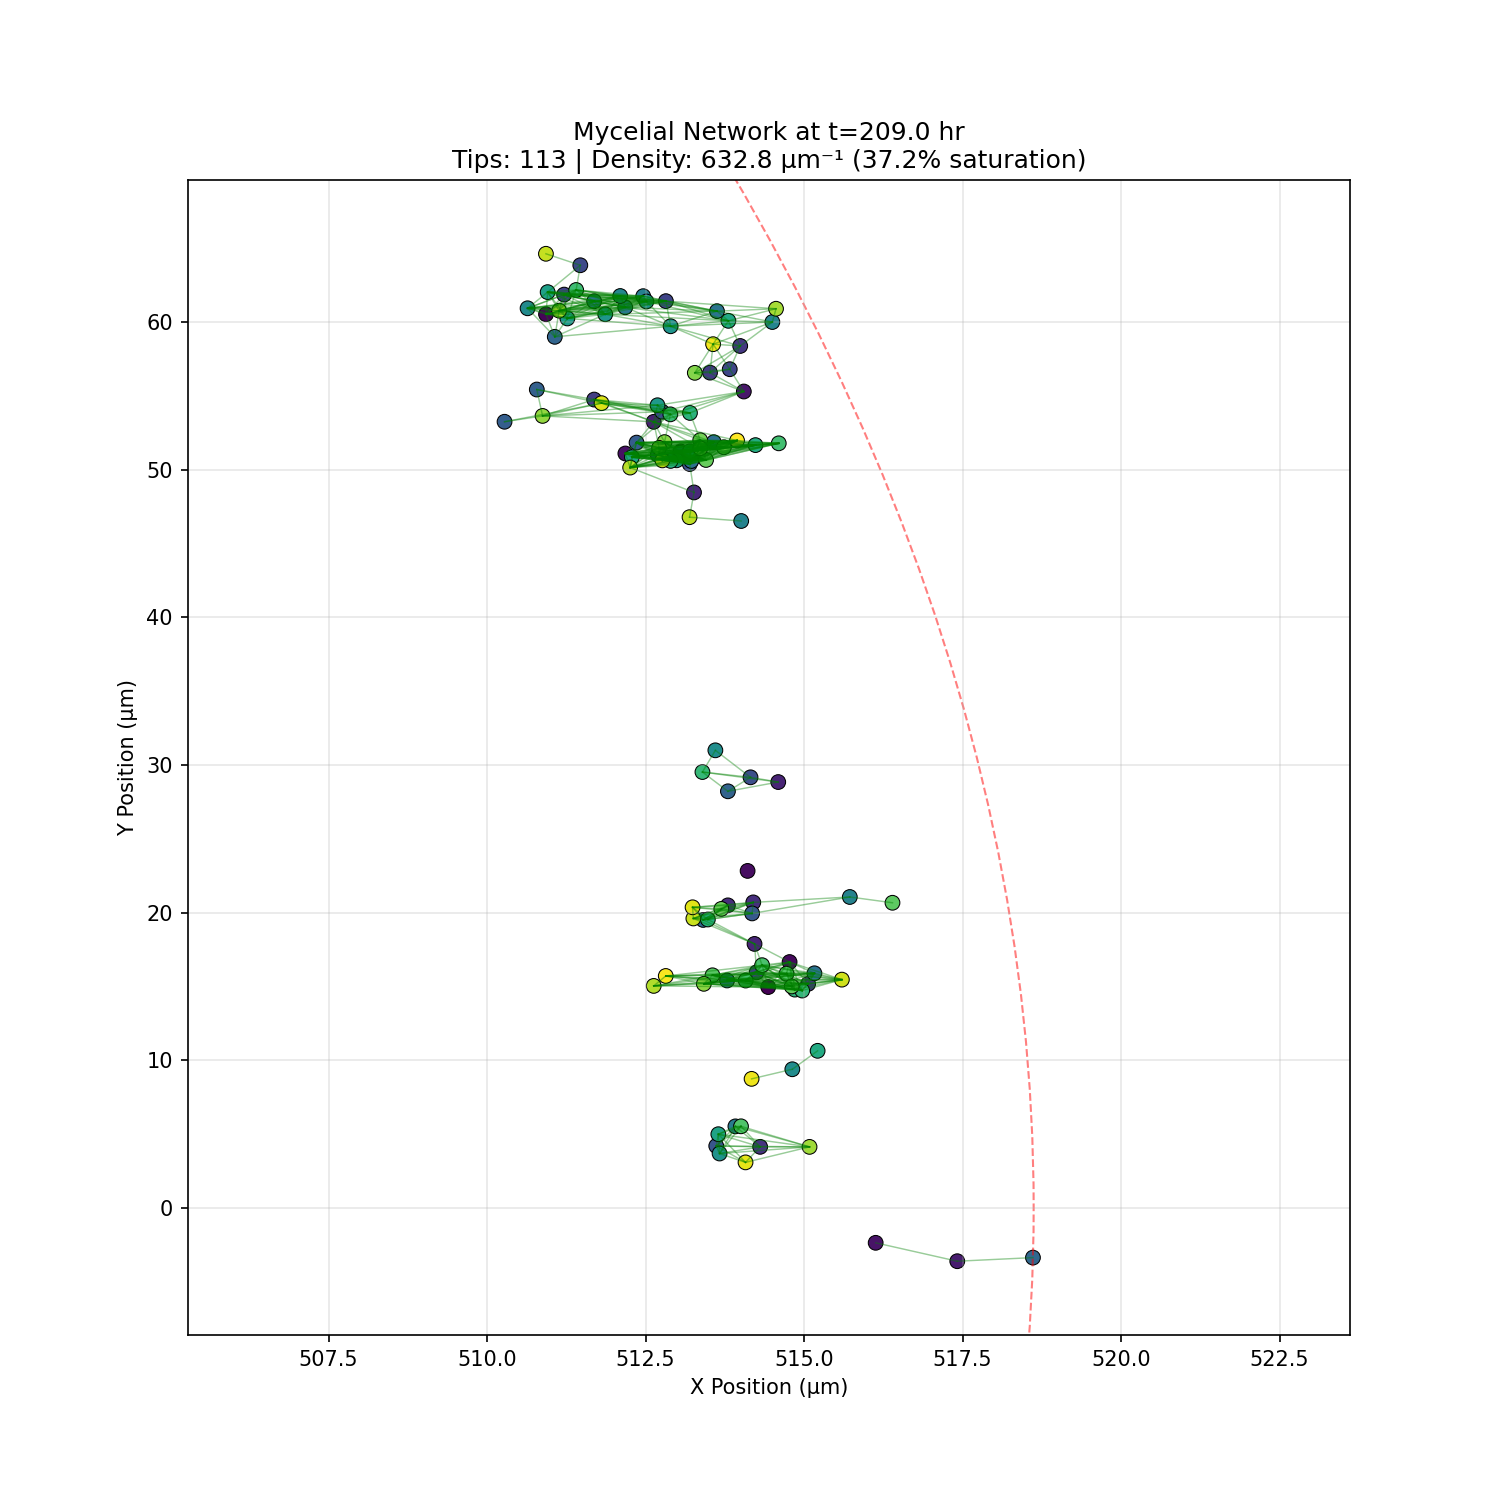 Mycelial Network at t=209.0 hr
Tips: 113 | Density: 632.8 μm⁻¹ (37.2% saturation)
60
50
40
30
20
10
0
Y Position (μm)
507.5 510.0 512.5 515.0 517.5 520.0 522.5
X Position (μm)